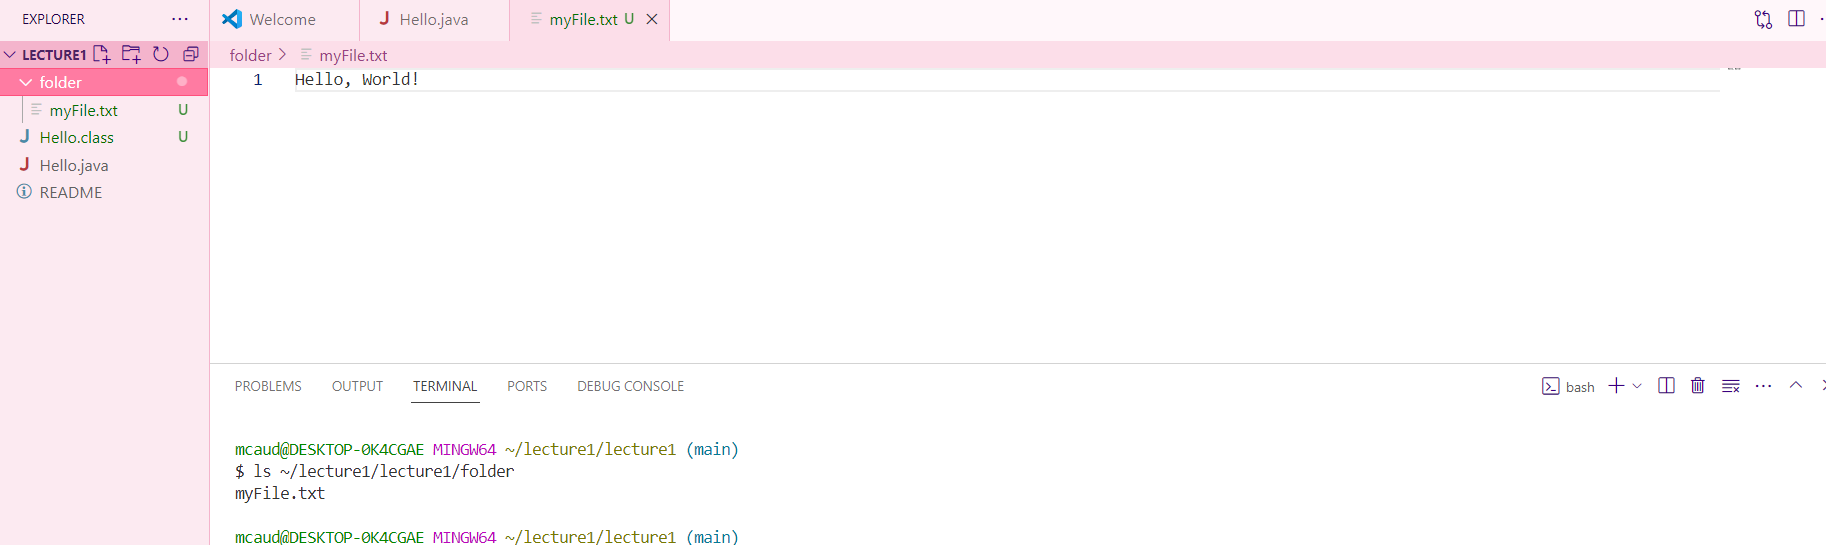 EXPLORER
Welcome
Hello.java
myFile.txt U
LECTURE1
folder
myFile.txt U
Hello.class U
Hello.java
README
folder > myFile.txt
1 Hello, World!
PROBLEMS OUTPUT TERMINAL PORTS DEBUG CONSOLE
bash
mcaud@DESKTOP-0K4CGAE MINGW64 ~/lecture1/lecture1 (main)
$ ls ~/lecture1/lecture1/folder
myFile.txt
mcaud@DESKTOP-0K4CGAE MINGW64 ~/lecture1/lecture1 (main)